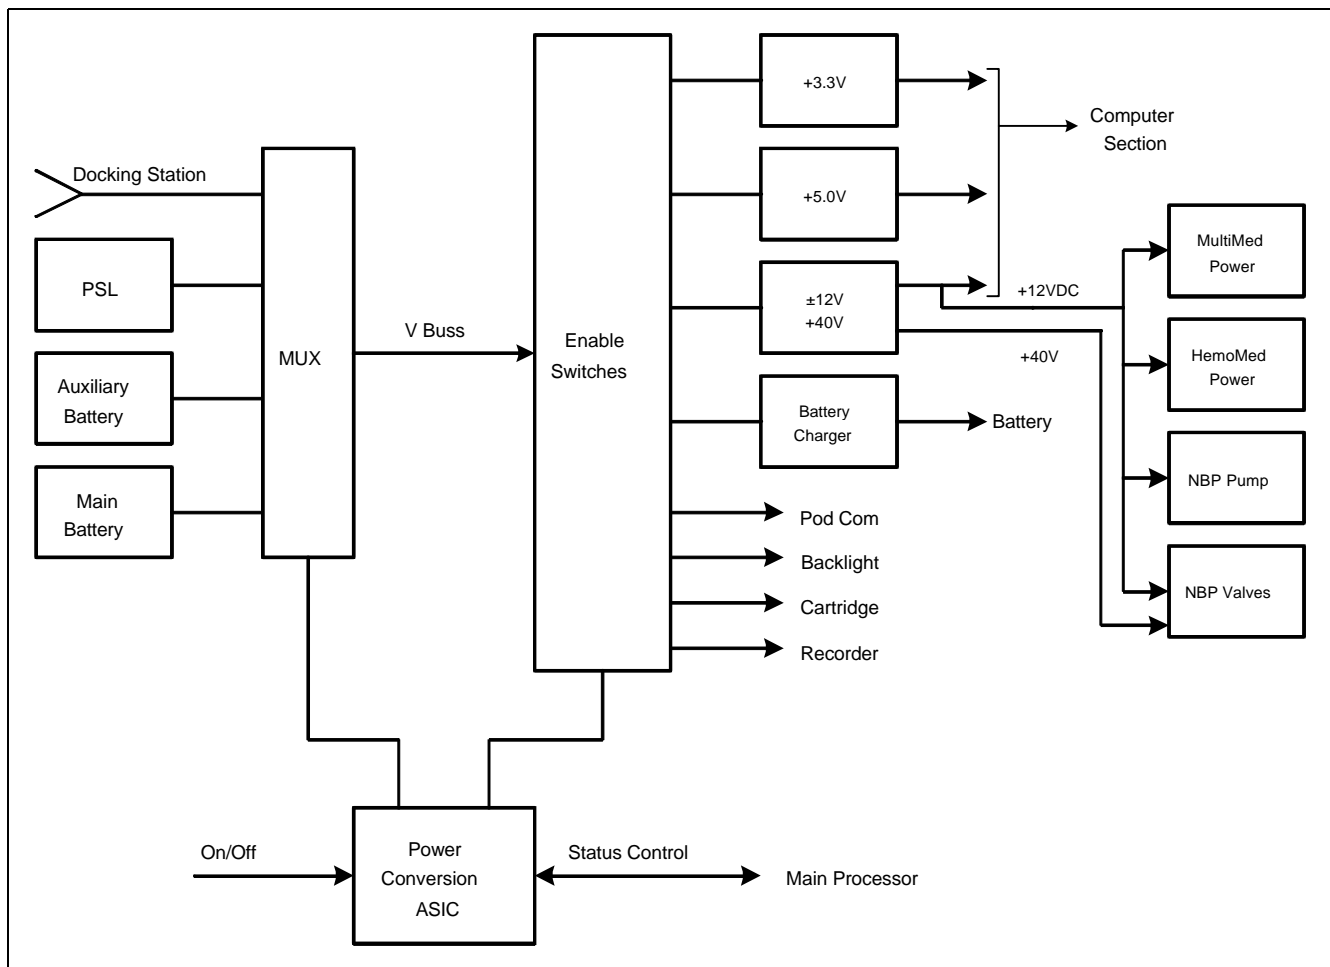 Docking Station
PSL
Auxiliary
Battery
Main
Battery
MUX
V Buss
Enable
Switches
+3.3V
+5.0V
±12V
+40V
Battery
Charger
Computer
Section
+12VDC
+40V
Battery
Pod Com
Backlight
Cartridge
Recorder
MultiMed
Power
HemoMed
Power
NBP Pump
NBP Valves
On/Off
Power
Conversion
ASIC
Status Control
Main Processor